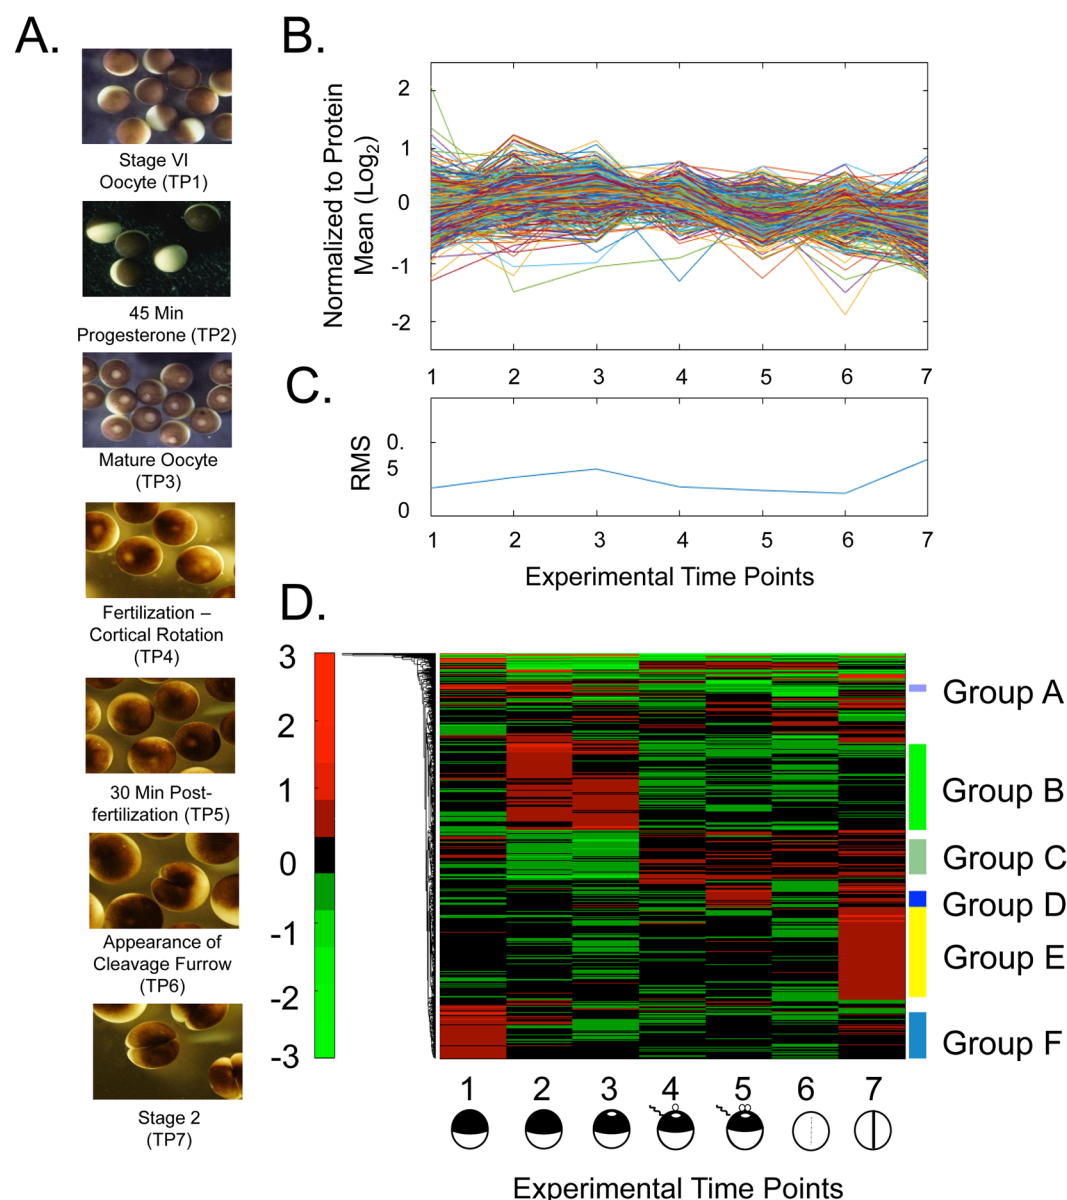 A.
Stage VI
Oocyte (TP1)
45 Min
Progesterone (TP2)
Mature Oocyte
(TP3)
Fertilization –
Cortical Rotation
(TP4)
30 Min Post-
fertilization (TP5)
Appearance of
Cleavage Furrow
(TP6)
Stage 2
(TP7)
B.
Normalized to Protein
Mean (Log2)
2
1
0
-1
-2
1 2 3 4 5 6 7
C.
RMS
0.
5
0
1 2 3 4 5 6 7
Experimental Time Points
D.
3
2
1
0
-1
-2
-3
Group A
Group B
Group C
Group D
Group E
Group F
1 2 3 4 5 6 7
Experimental Time Points